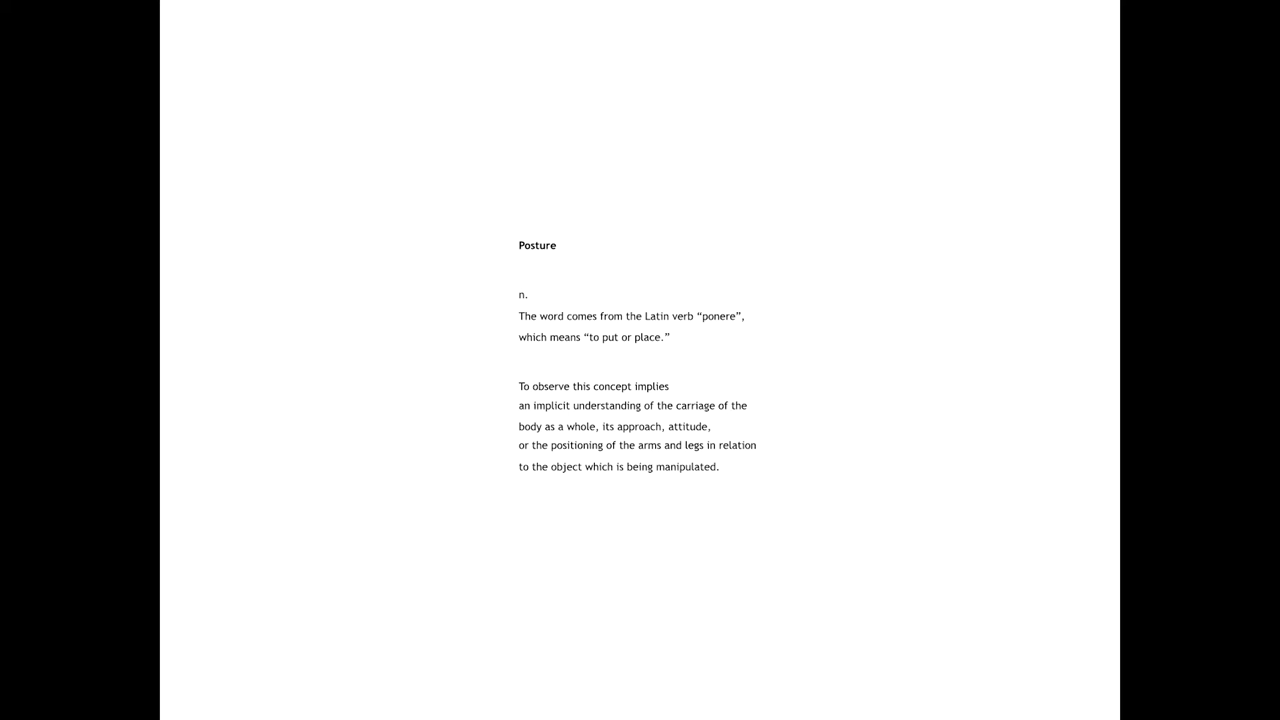 Posture
n.
The word comes from the Latin verb “ponere”,
which means “to put or place.”
To observe this concept implies
an implicit understanding of the carriage of the
body as a whole, its approach, attitude,
or the positioning of the arms and legs in relation
to the object which is being manipulated.